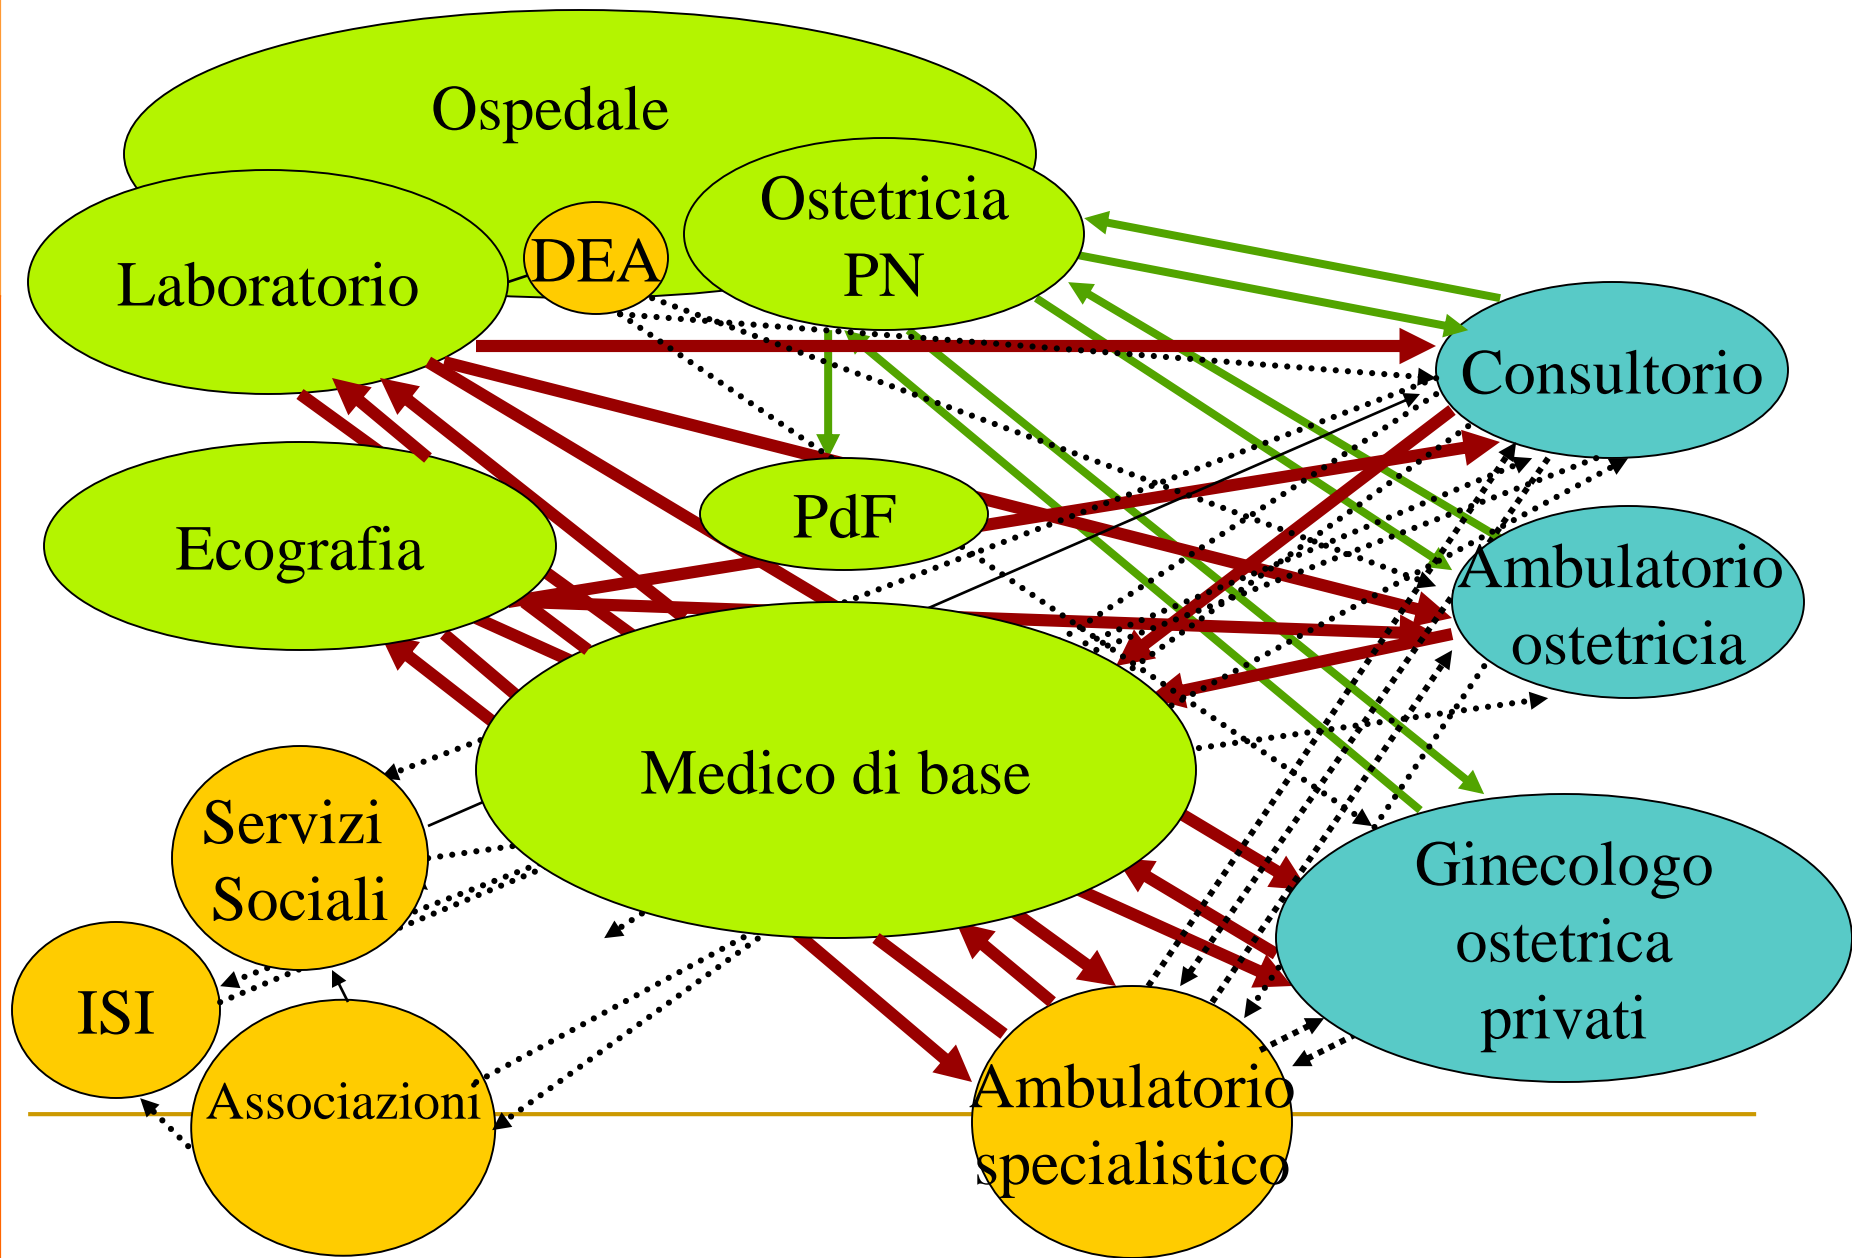 Ospedale
Ostetricia
PN
DEA
Laboratorio
Consultorio
PdF
Ecografia
Ambulatorio
ostetricia
Medico di base
Servizi
Sociali
Ginecologo
ostetrica
privati
ISI
Associazioni
Ambulatorio
specialistico